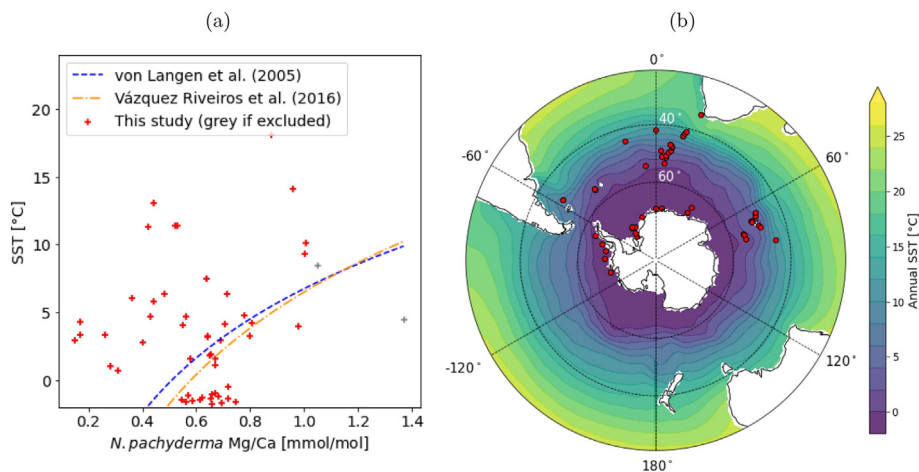 (a)
(b)
von Langen et al. (2005)
Vázquez Riveiros et al. (2016)
This study (grey if excluded)
20
15
10
5
0
SST [°C]
0.2 0.4 0.6 0.8 1.0 1.2 1.4
N. pachyderma Mg/Ca [mmol/mol]
0°
40°
60°
-60°
60°
-120°
120°
180°
25
20
15
10
5
0
Annual SST [°C]